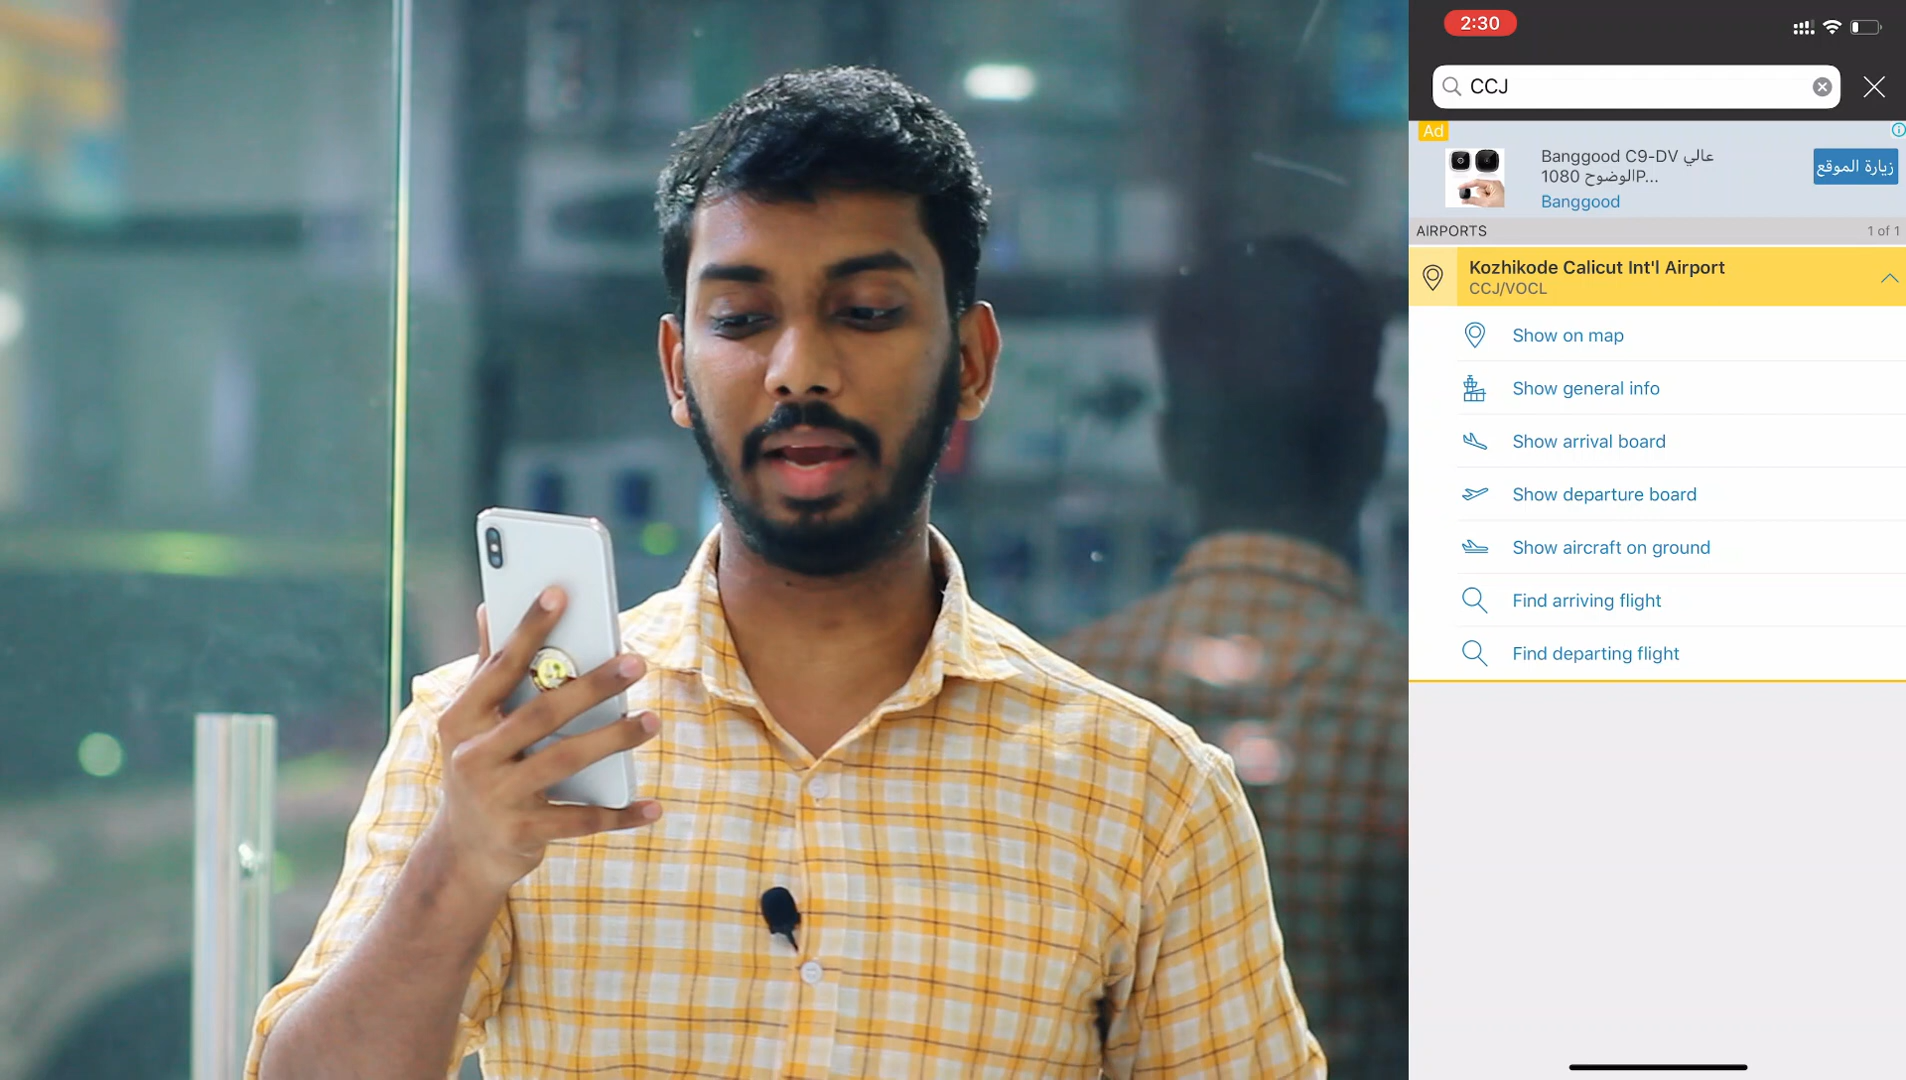 2:30
CCJ
Ad
Banggood C9-DV عالي
الوضوح 1080P...
Banggood
زيارة الموقع
AIRPORTS
1 of 1
Kozhikode Calicut Int'l Airport
CCJ/VOCL
Show on map
Show general info
Show arrival board
Show departure board
Show aircraft on ground
Find arriving flight
Find departing flight